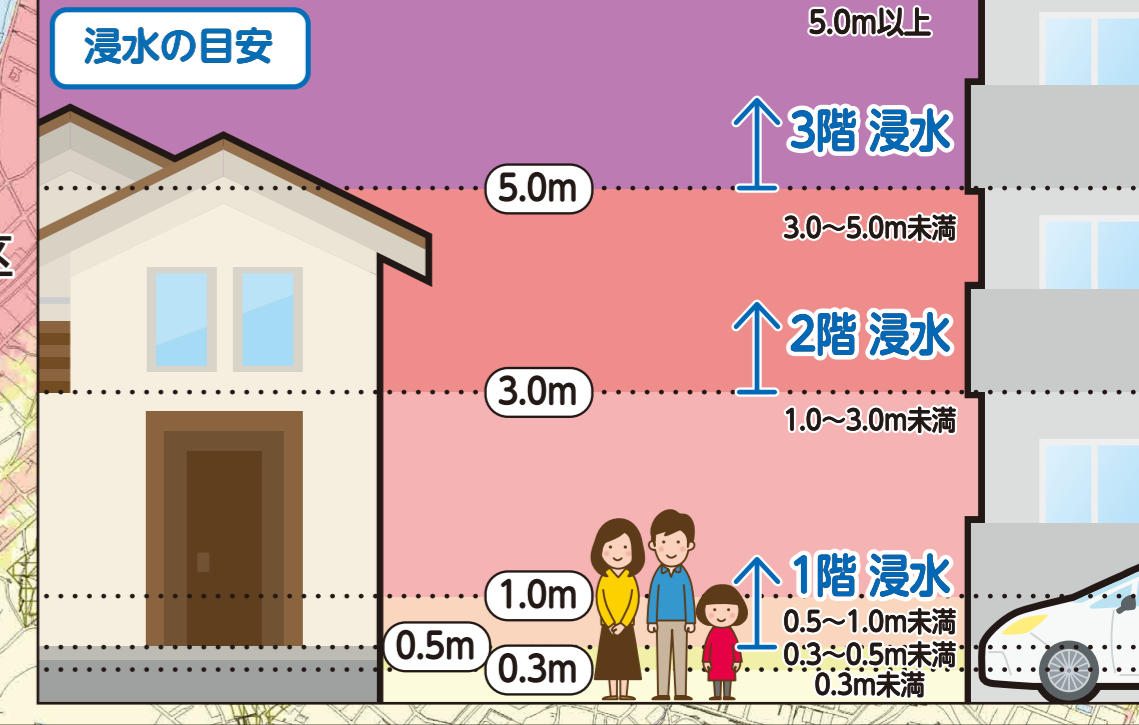 浸水の目安
5.0m以上
3階 浸水
5.0m
3.0～5.0m未満
2階 浸水
3.0m
1.0～3.0m未満
1階 浸水
1.0m
0.5～1.0m未満
0.5m
0.3～0.5m未満
0.3m
0.3m未満
区